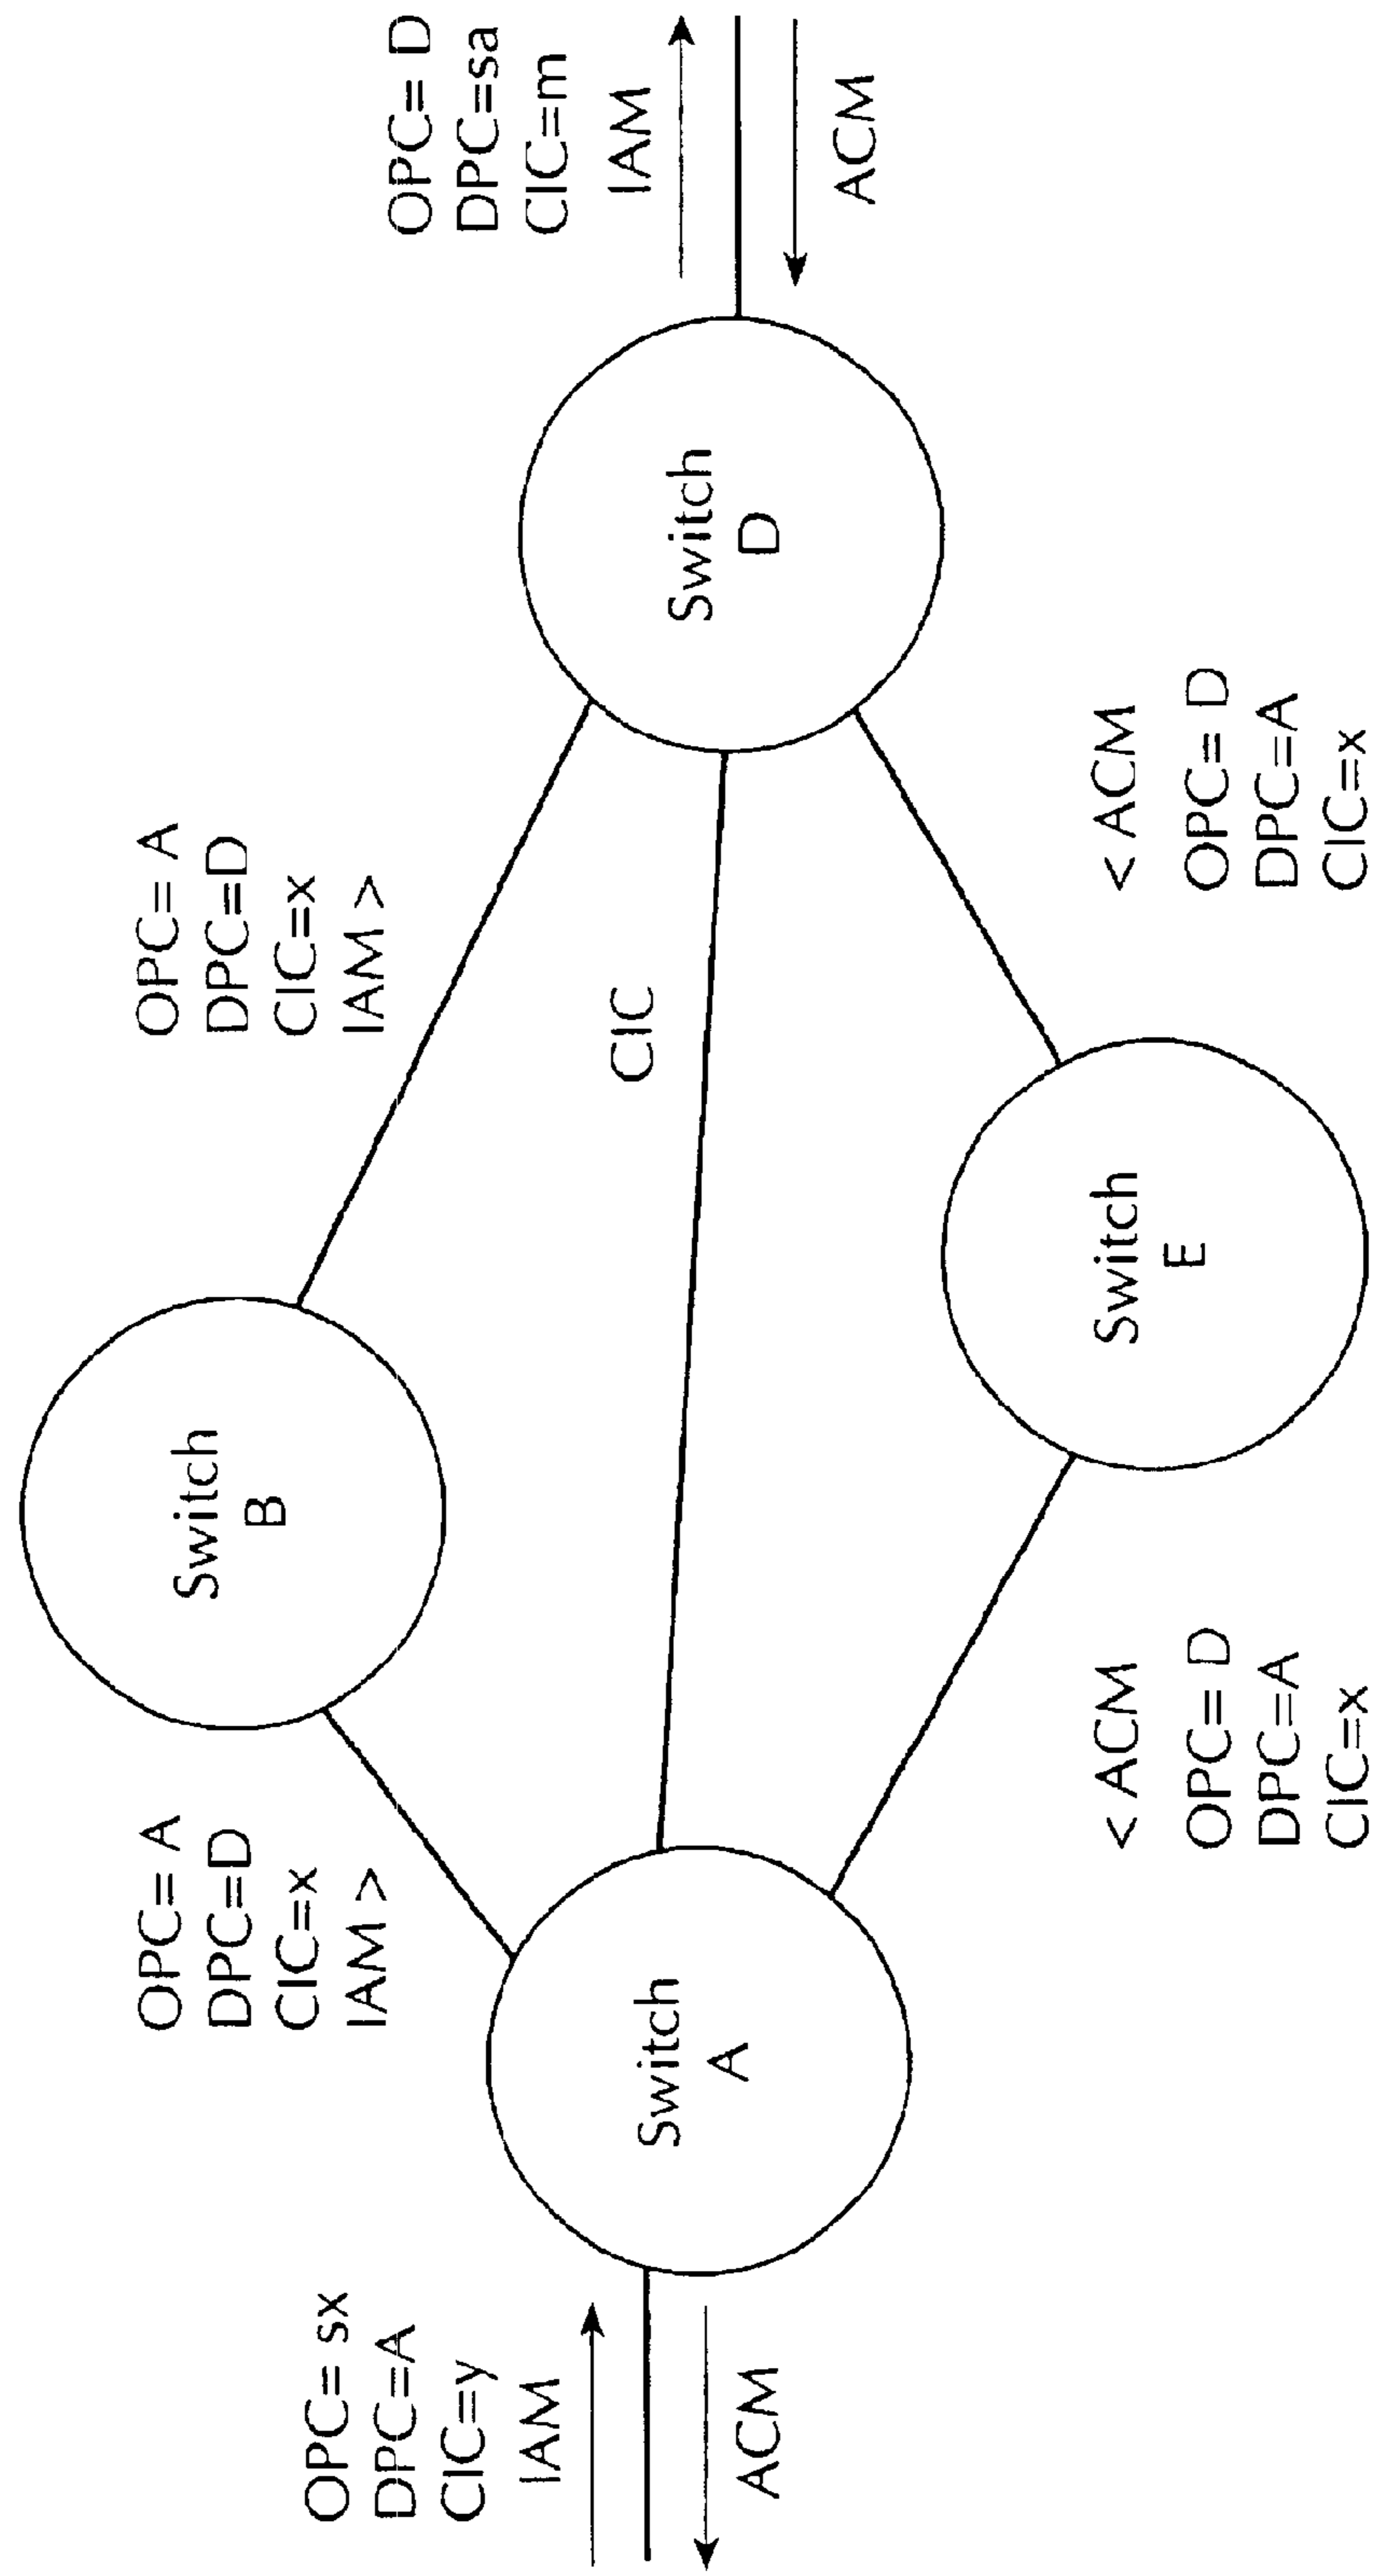 OPC= sx
DPC=A
CIC=y
IAM
ACM
Switch
A
OPC= A
DPC=D
CIC=x
IAM >
Switch
B
OPC= A
DPC=D
CIC=x
IAM >
CIC
< ACM
OPC= D
DPC=A
CIC=x
Switch
E
< ACM
OPC= D
DPC=A
CIC=x
Switch
D
OPC= D
DPC=sa
CIC=m
IAM
ACM